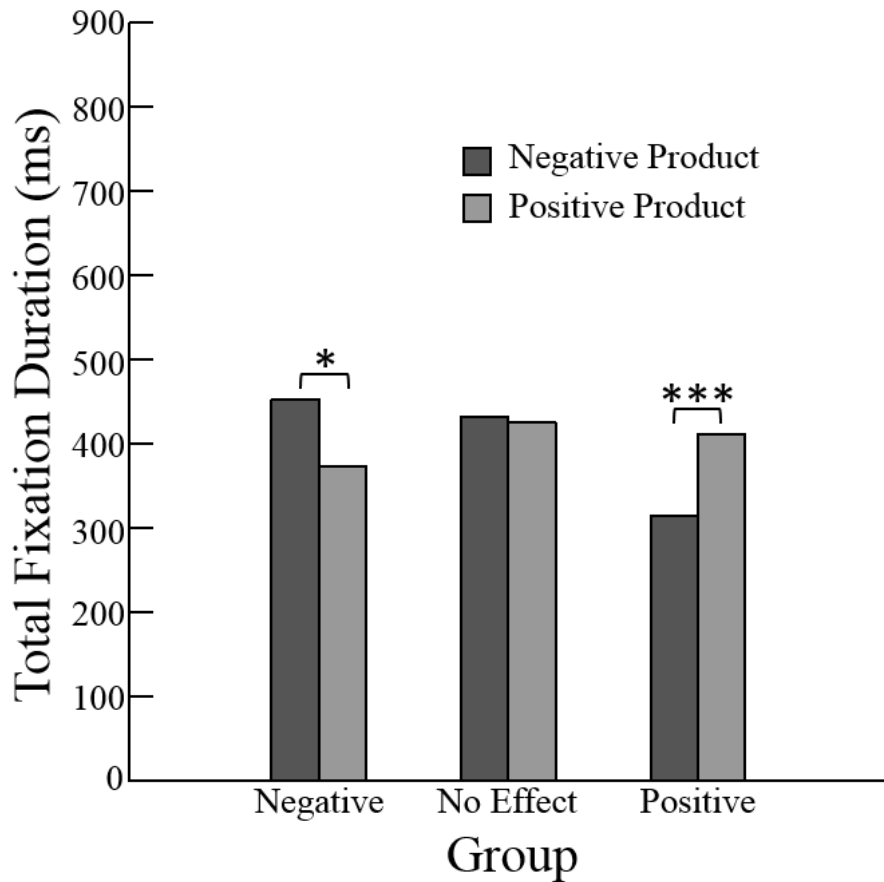 900
800
700
600
500
400
300
200
100
0
Total Fixation Duration (ms)
Negative Product
Positive Product
*
***
Negative No Effect Positive
Group